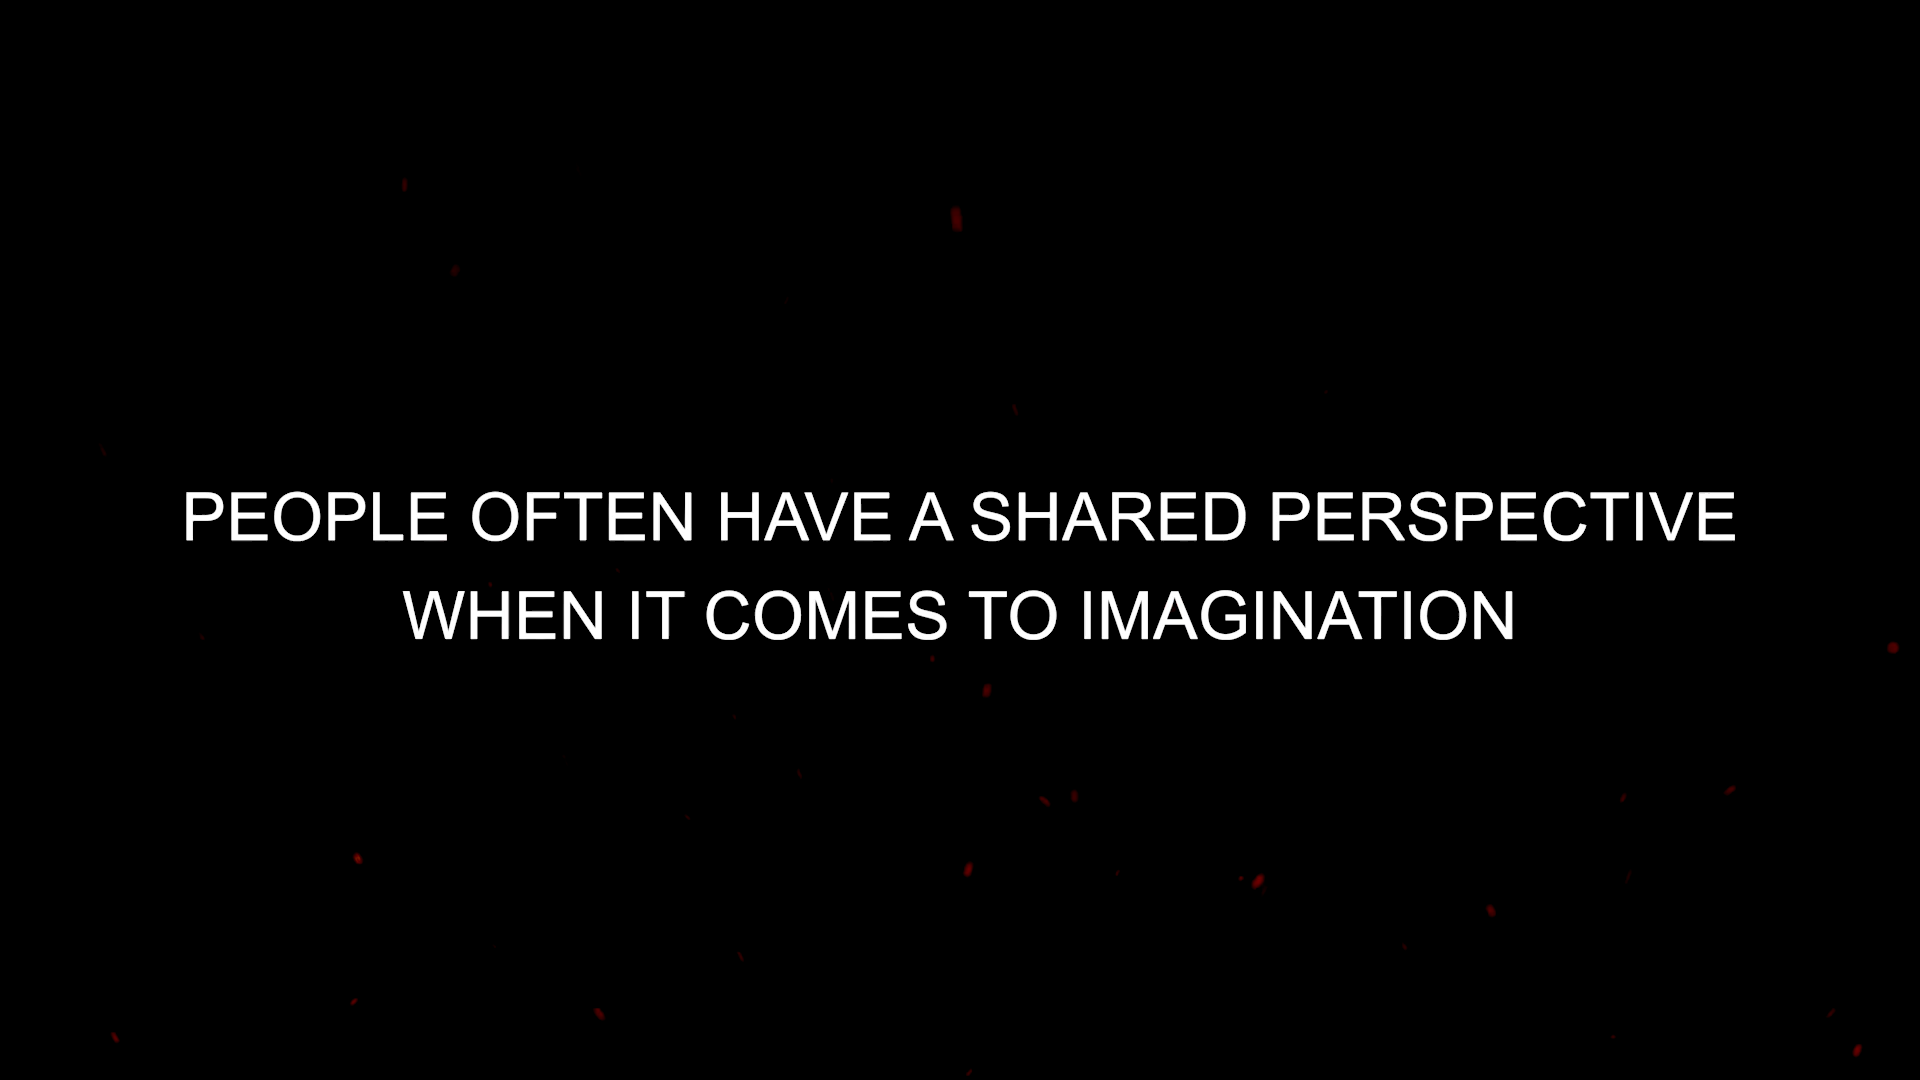 PEOPLE OFTEN HAVE A SHARED PERSPECTIVE
WHEN IT COMES TO IMAGINATION